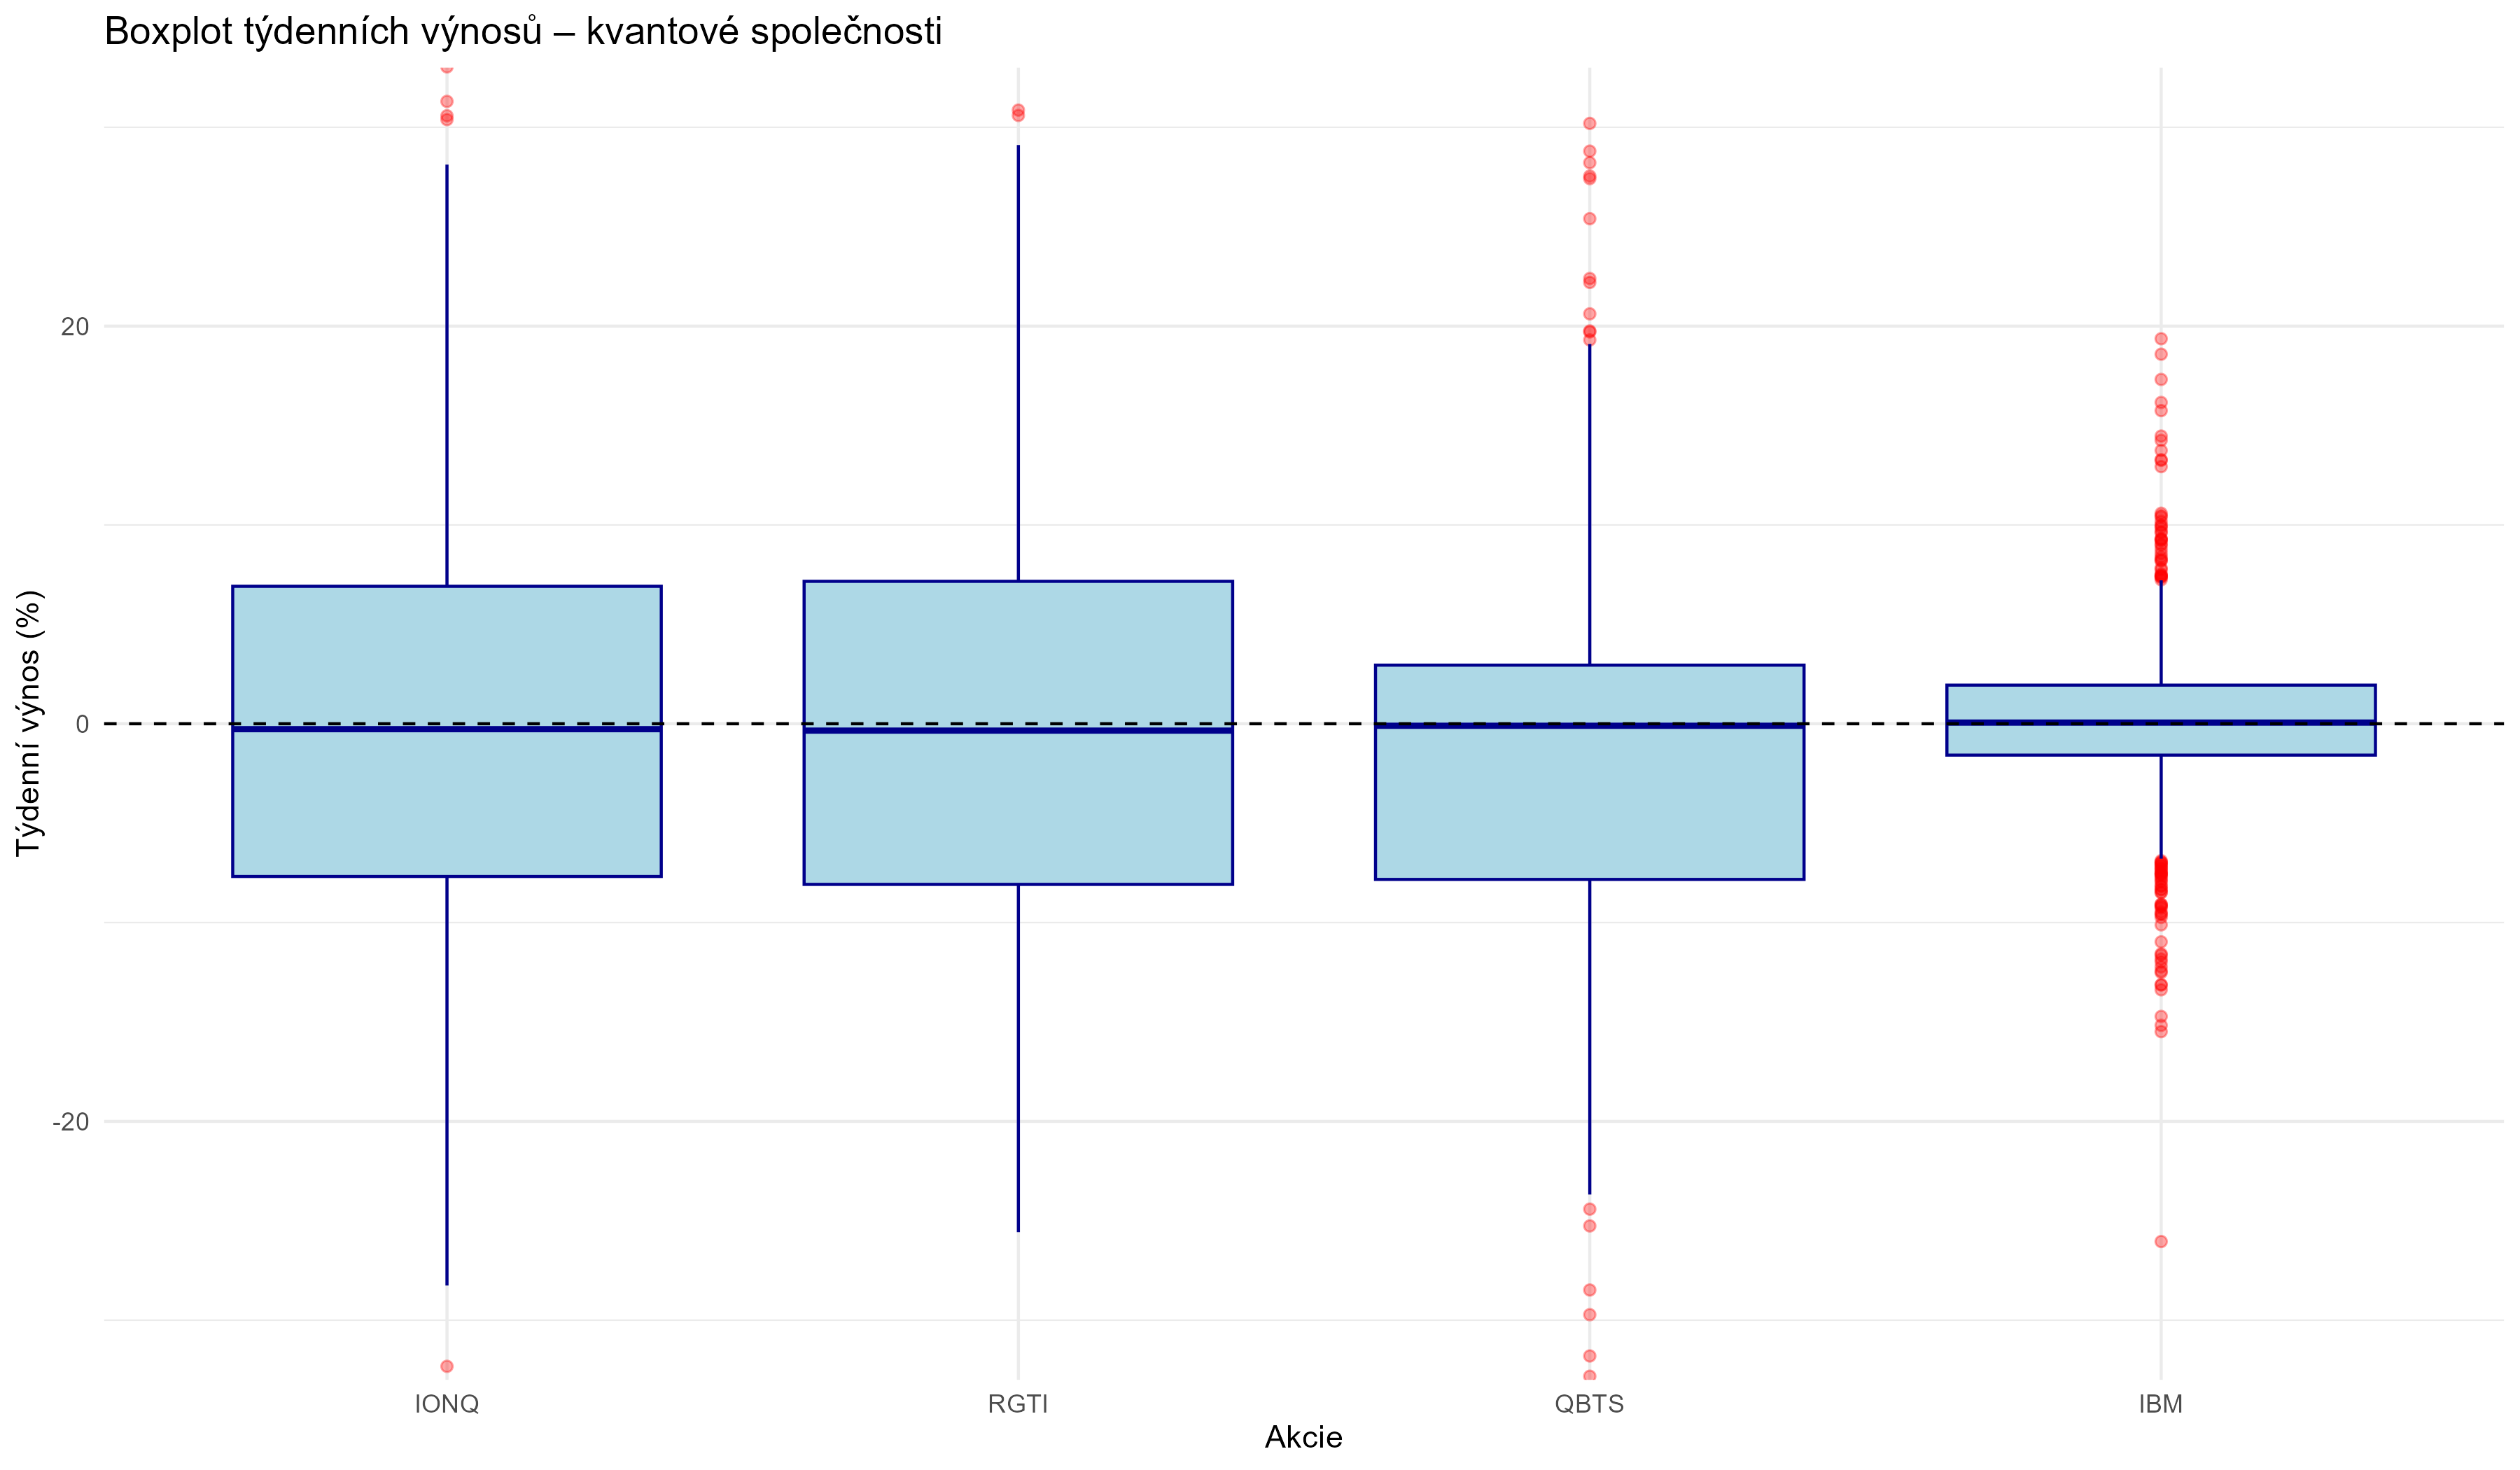 Boxplot týdenních výnosů – kvantové společnosti
Týdenní výnos (%)
20
0
-20
IONQ
RGTI
QBTS
IBM
Akcie